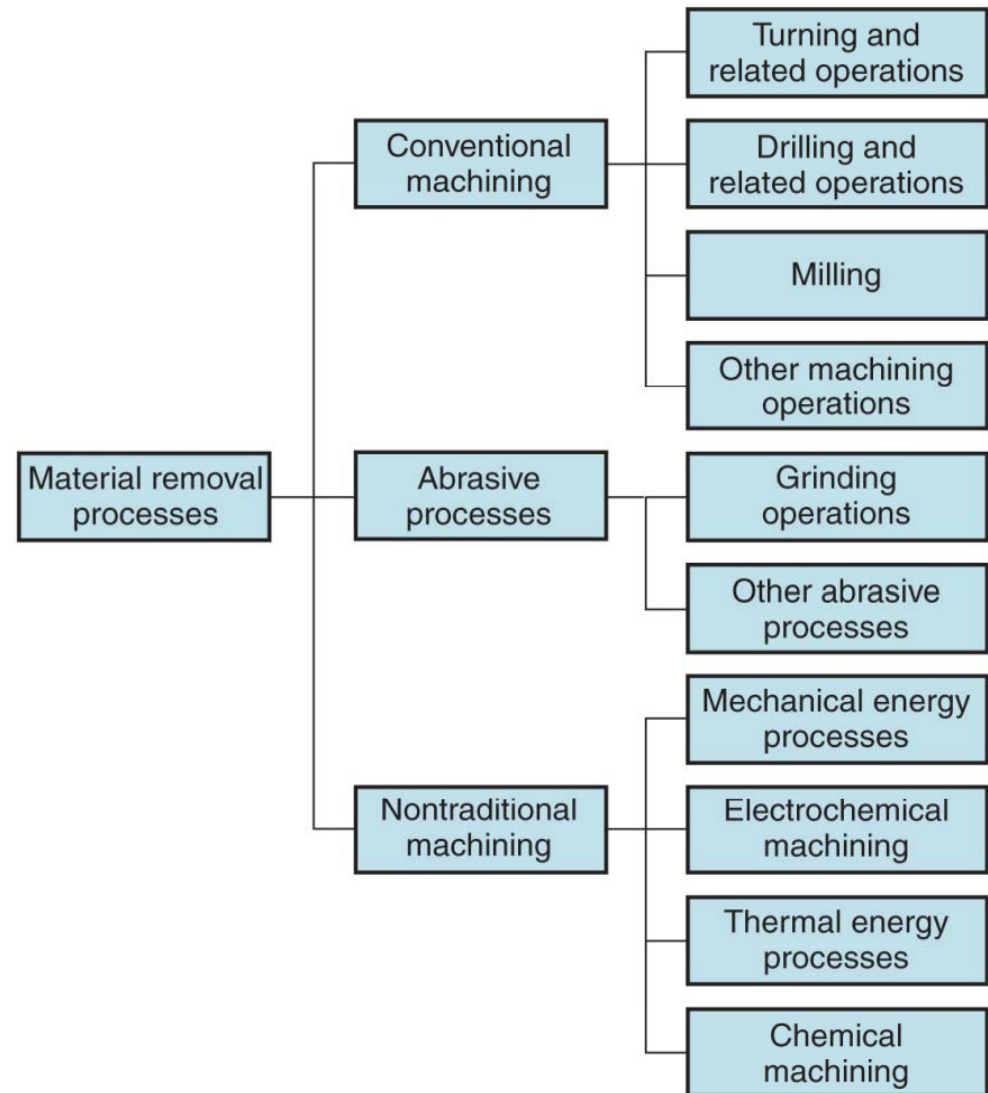 Material removal
processes
Conventional
machining
Turning and
related operations
Drilling and
related operations
Milling
Other machining
operations
Abrasive
processes
Grinding
operations
Other abrasive
processes
Nontraditional
machining
Mechanical energy
processes
Electrochemical
machining
Thermal energy
processes
Chemical
machining